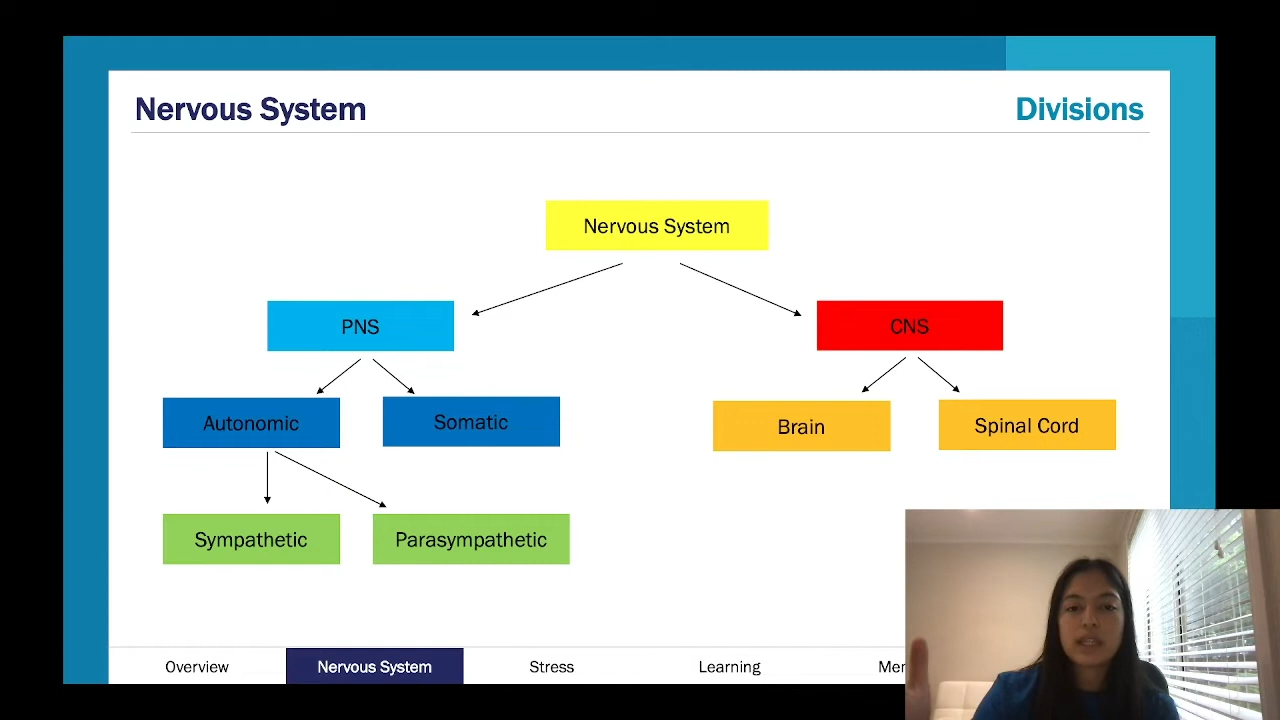 Nervous System
Divisions
Nervous System
PNS
CNS
Autonomic
Somatic
Brain
Spinal Cord
Sympathetic
Parasympathetic
Overview
Nervous System
Stress
Learning